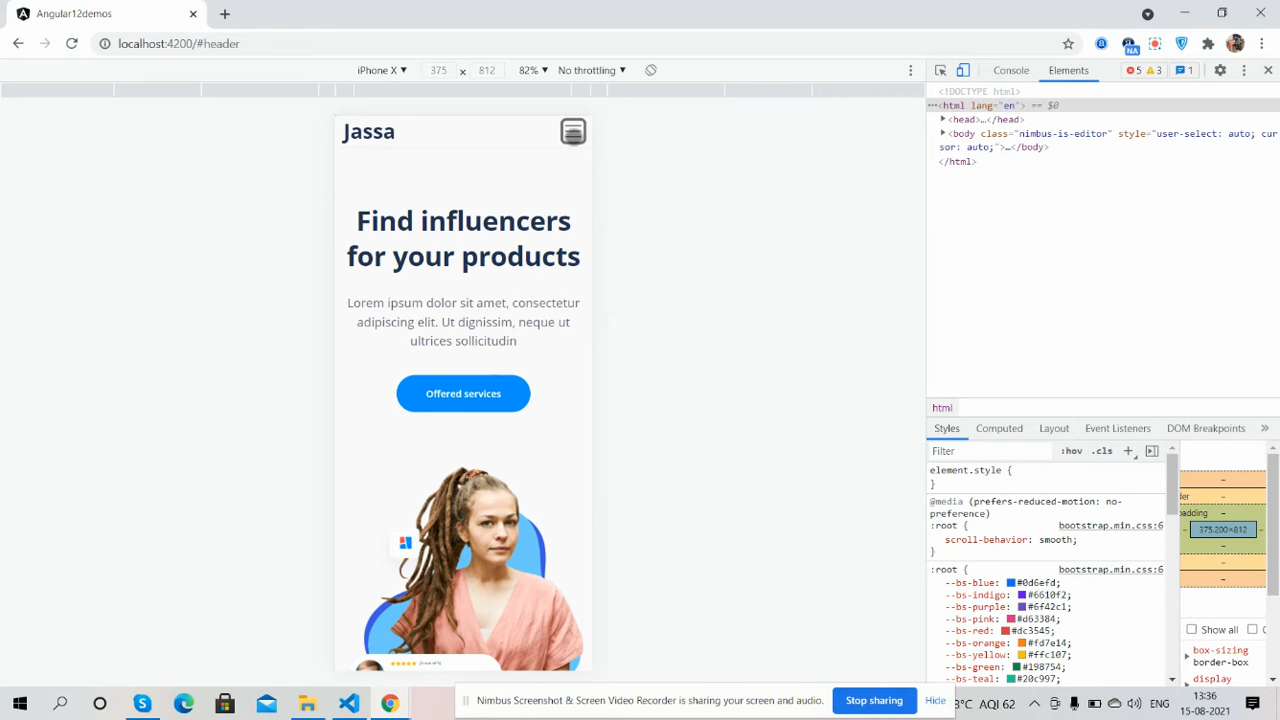 Angular12demos
localhost:4200/#header
NA
iPhone X
375
812
82%
No throttling
Console
Elements
5
3
1
<!DOCTYPE html>
<html lang="en"> == $0
<head>…</head>
<body class="nimbus-is-editor" style="user-select: auto; cur
sor: auto;">…</body>
</html>
Jassa
Find influencers
for your products
Lorem ipsum dolor sit amet, consectetur
adipiscing elit. Ut dignissim, neque ut
ultrices sollicitudin
Offered services
html
Styles
Computed
Layout
Event Listeners
DOM Breakpoints
Filter
:hov
.cls
element.style {
}
@media (prefers-reduced-motion: no-
preference)
:root {
bootstrap.min.css:6
scroll-behavior: smooth;
}
:root {
bootstrap.min.css:6
--bs-blue: #0d6efd;
--bs-indigo: #6610f2;
--bs-purple: #6f42c1;
--bs-pink: #d63384;
--bs-red: #dc3545;
--bs-orange: #fd7e14;
--bs-yellow: #ffc107;
--bs-green: #198754;
--bs-teal: #20c997;
der
padding
375.200×812
Show all
box-sizing
border-box
display
Nimbus Screenshot & Screen Video Recorder is sharing your screen and audio.
Stop sharing
Hide
3°C AQI 62
ENG
13:36
15-08-2021